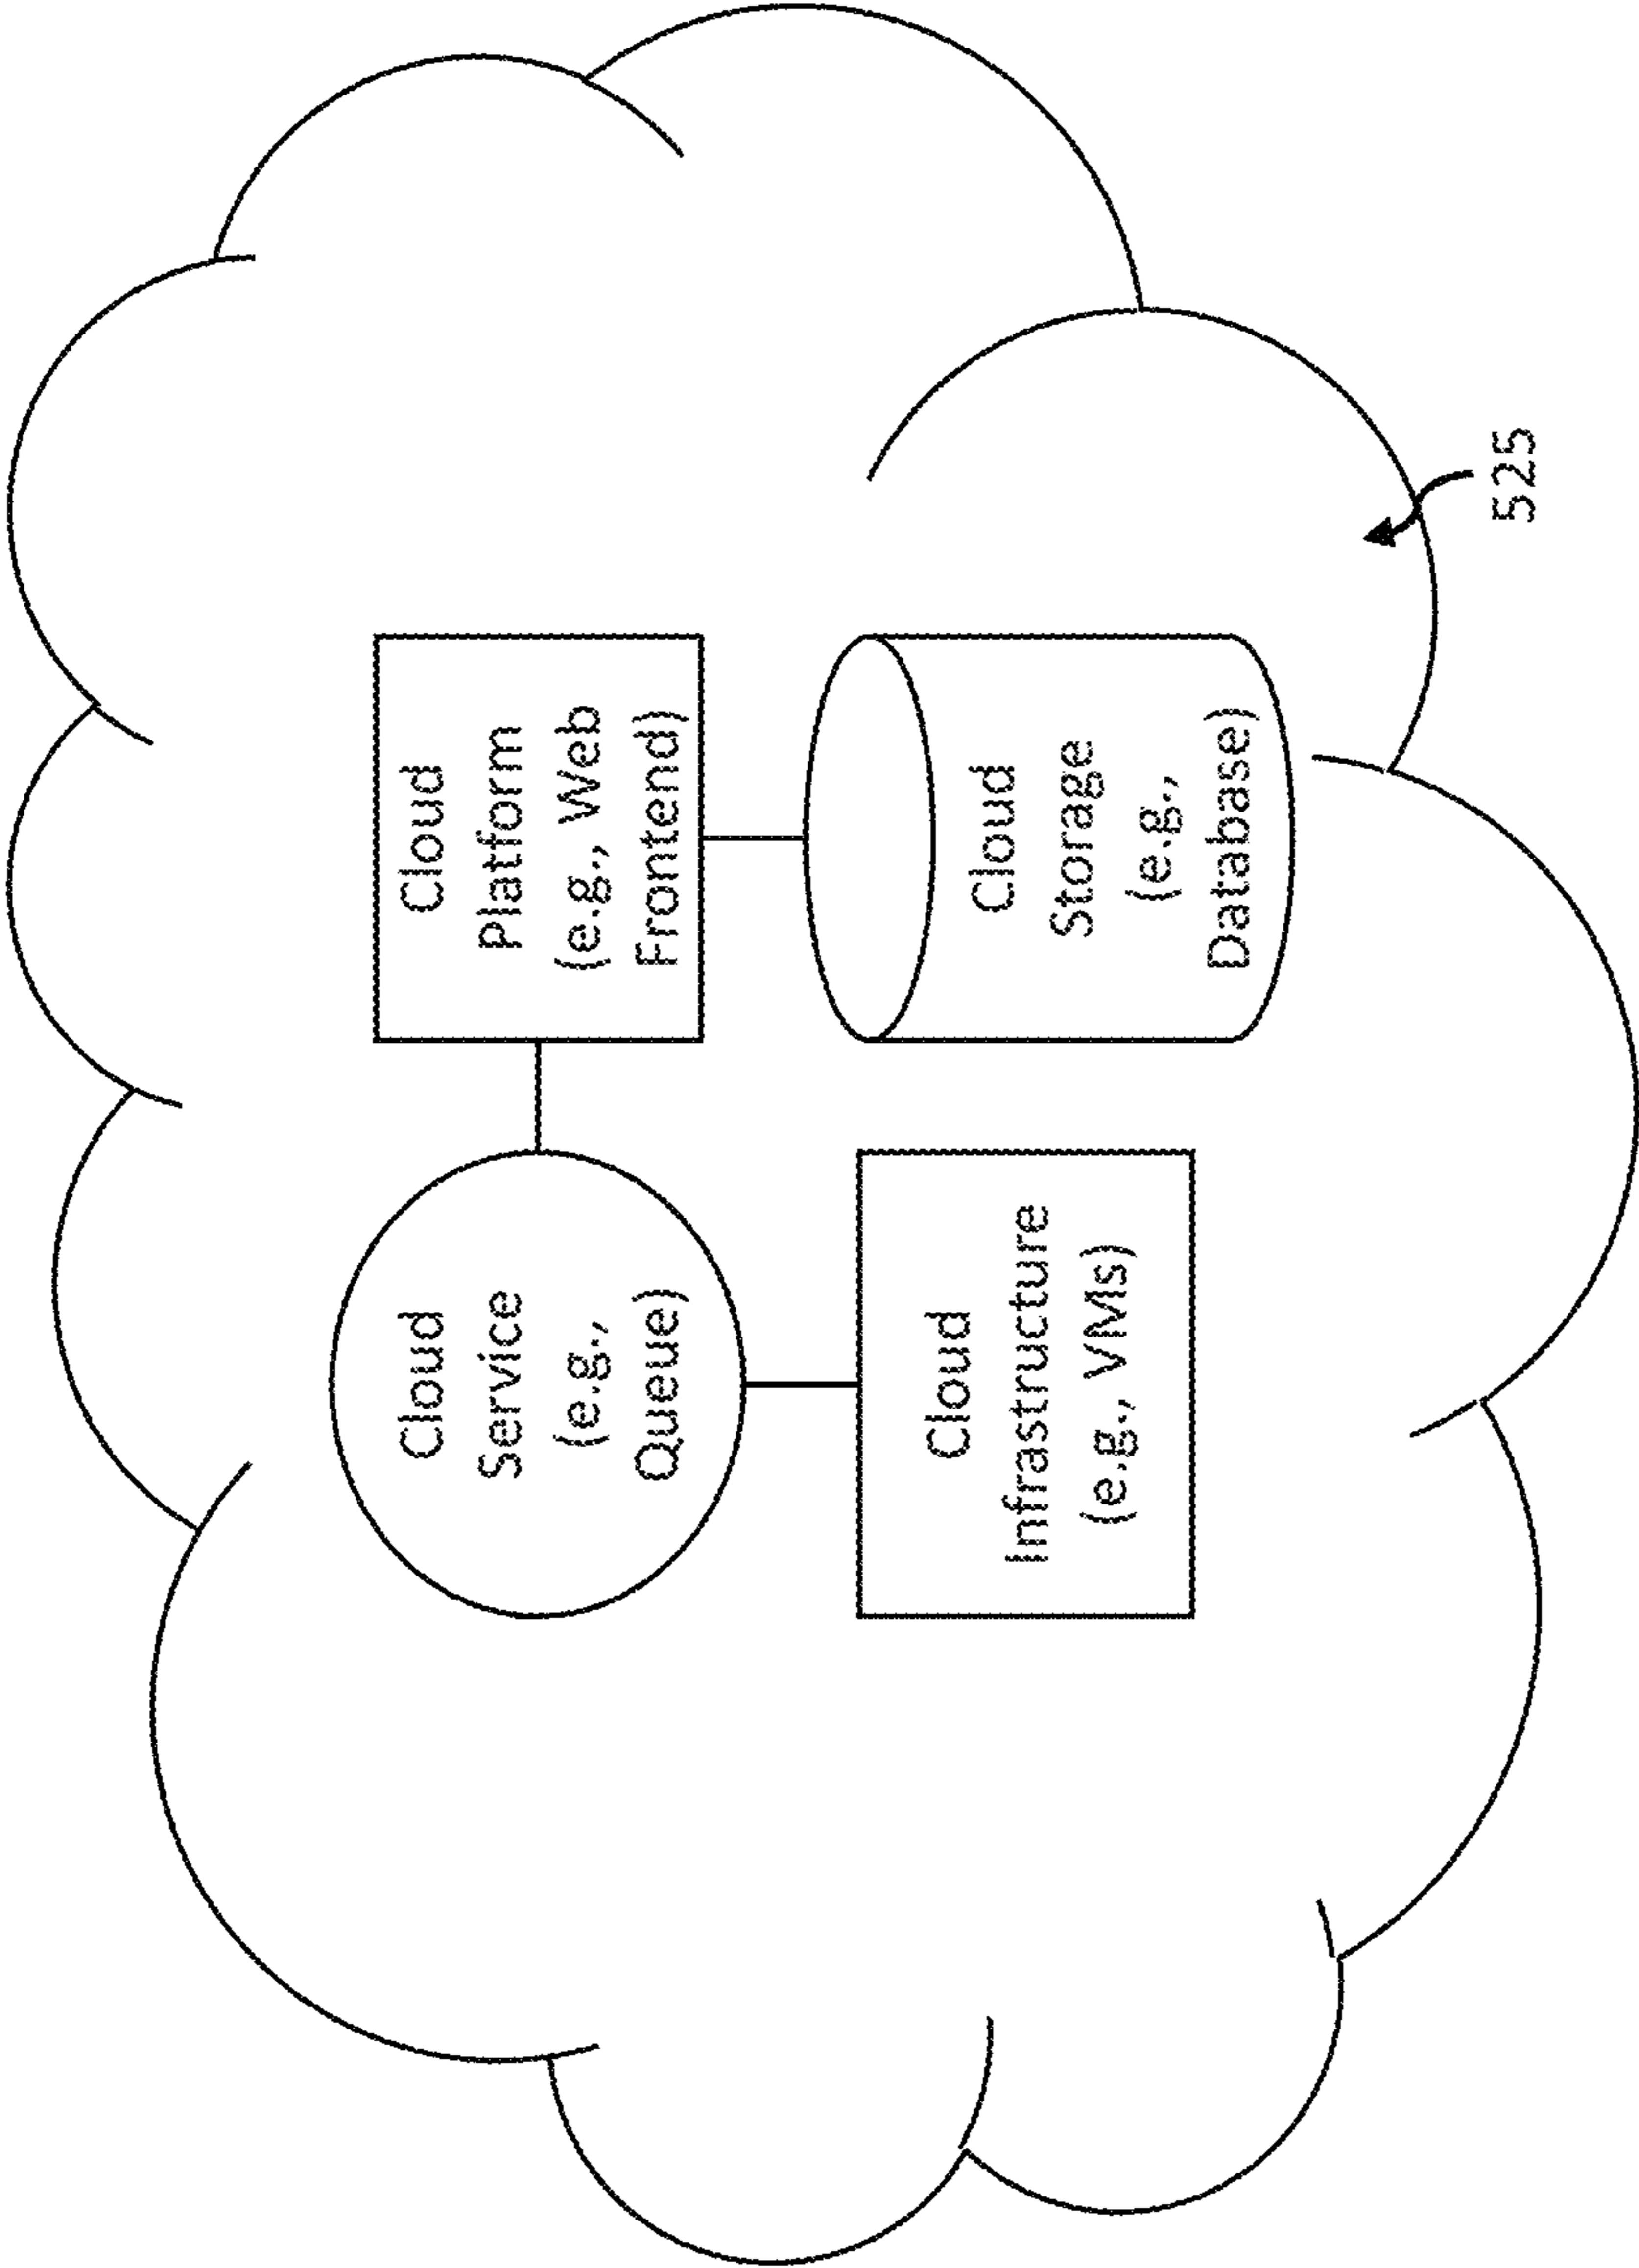 Cloud
Service
(e.g.,
Queue)
Cloud
Platform
(e.g., Web
Frontend)
Cloud
Infrastructure
(e.g., VMs)
Cloud
Storage
(e.g.,
Database)
525